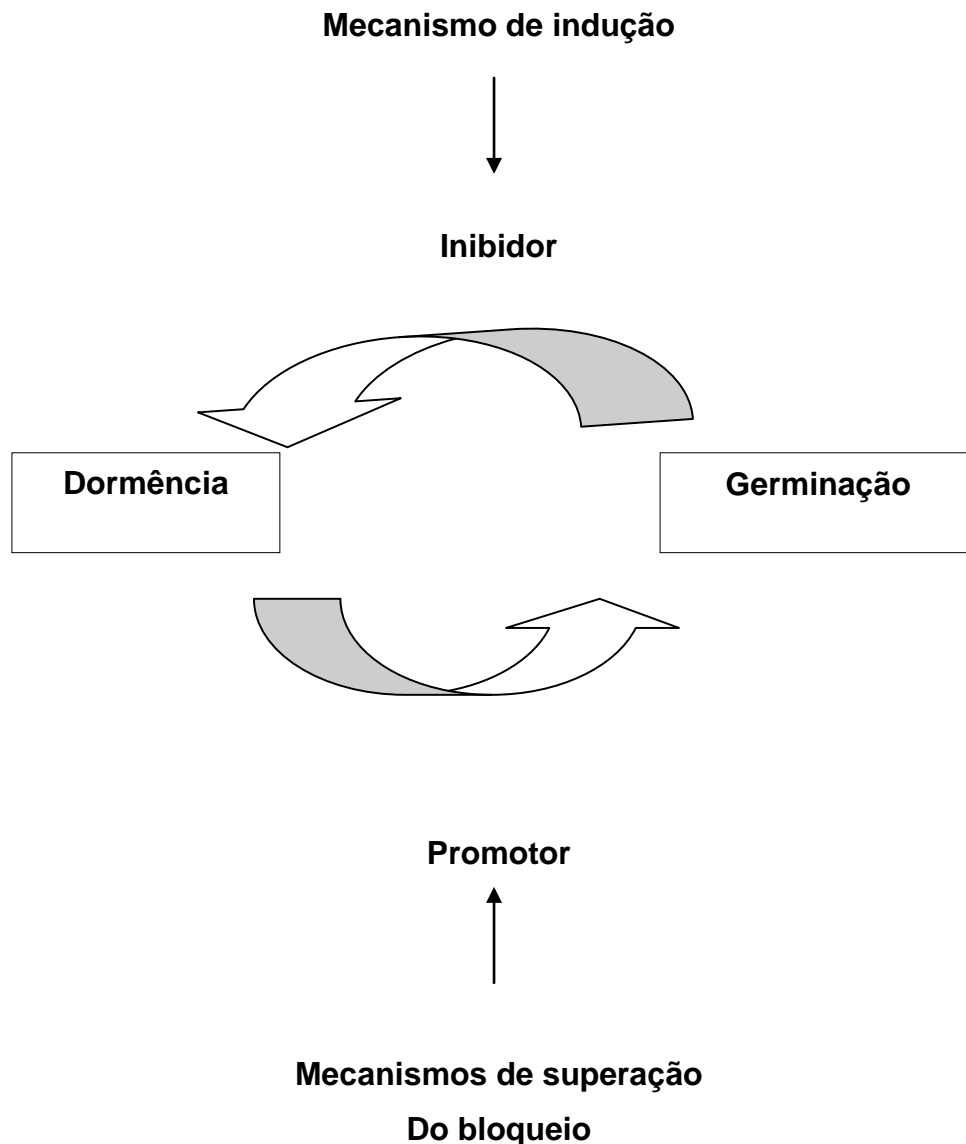 Mecanismo de indução
Inibidor
Dormência
Germinação
Promotor
Mecanismos de superação
Do bloqueio